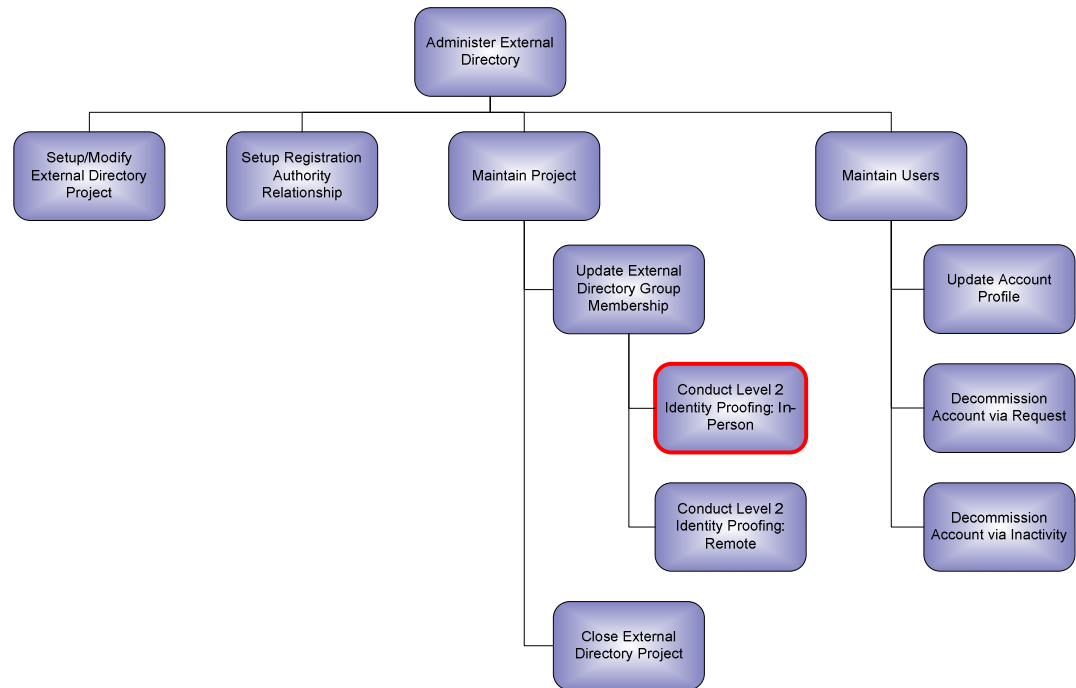 Administer External
Directory
Setup/Modify
External Directory
Project
Setup Registration
Authority
Relationship
Maintain Project
Maintain Users
Update External
Directory Group
Membership
Update Account
Profile
Conduct Level 2
Identity Proofing: In-
Person
Decommission
Account via Request
Conduct Level 2
Identity Proofing:
Remote
Decommission
Account via Inactivity
Close External
Directory Project